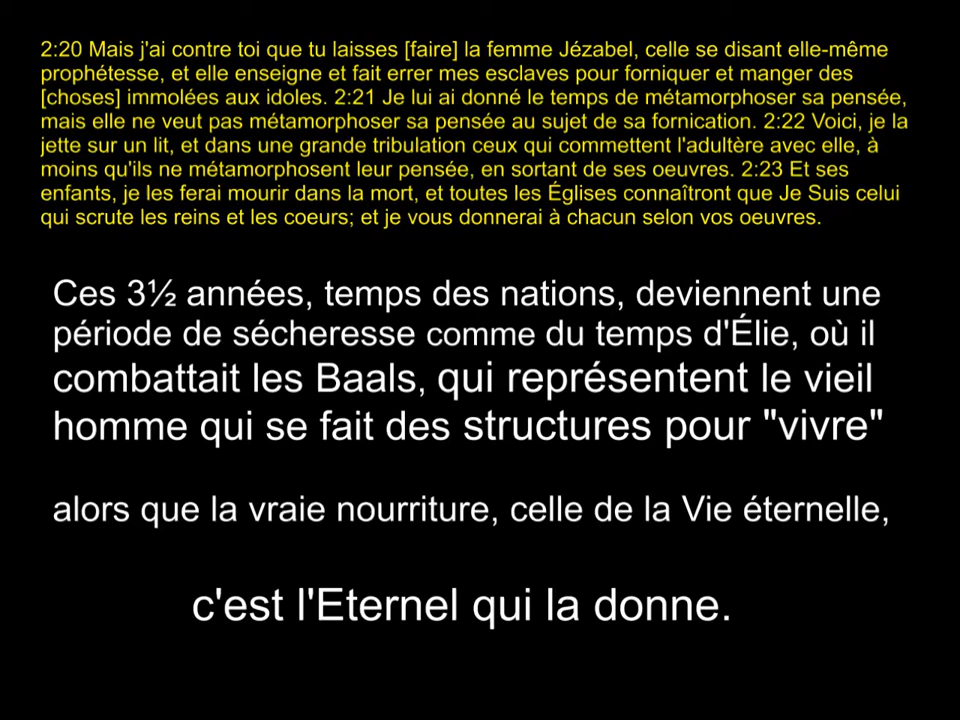 2:20 Mais j'ai contre toi que tu laisses [faire] la femme Jézabel, celle se disant elle-même
prophétesse, et elle enseigne et fait errer mes esclaves pour forniquer et manger des
[choses] immolées aux idoles. 2:21 Je lui ai donné le temps de métamorphoser sa pensée,
mais elle ne veut pas métamorphoser sa pensée au sujet de sa fornication. 2:22 Voici, je la
jette sur un lit, et dans une grande tribulation ceux qui commettent l'adultère avec elle, à
moins qu'ils ne métamorphosent leur pensée, en sortant de ses oeuvres. 2:23 Et ses
enfants, je les ferai mourir dans la mort, et toutes les Églises connaîtront que Je Suis celui
qui scrute les reins et les coeurs; et je vous donnerai à chacun selon vos oeuvres.
Ces 3½ années, temps des nations, deviennent une
période de sécheresse comme du temps d'Élie, où il
combattait les Baals, qui représentent le vieil
homme qui se fait des structures pour "vivre"
alors que la vraie nourriture, celle de la Vie éternelle,
c'est l'Eternel qui la donne.